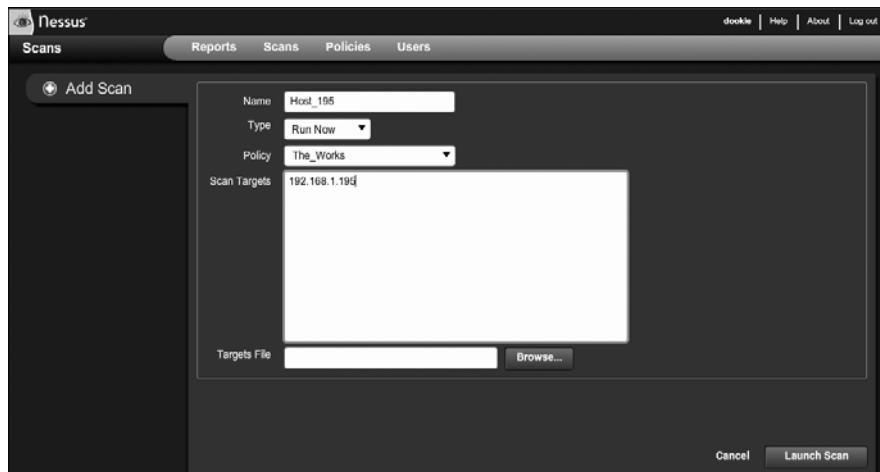 Nessus
dookie | Help | About | Log out
Scans
Reports Scans Policies Users
Add Scan
Name Host_195
Type Run Now
Policy The_Works
Scan Targets 192.168.1.195
Targets File Browse...
Cancel Launch Scan